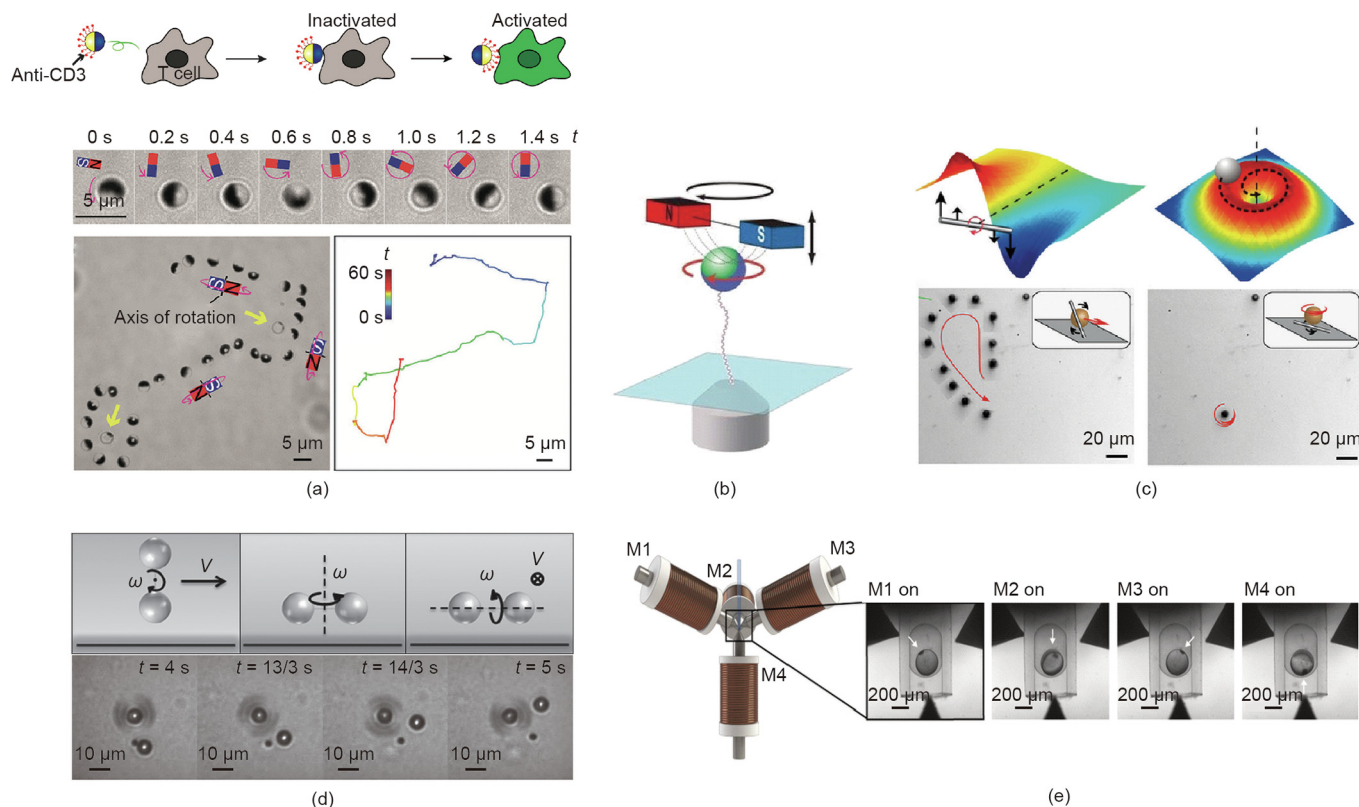 Inactivated
Activated
Anti-CD3
T cell
0 s
0.2 s
0.4 s
0.6 s
0.8 s
1.0 s
1.2 s
1.4 s
t
S N
5 µm
S N
Axis of rotation
N S
N S
5 µm
t
60 s
0 s
5 µm
(a)
N
S
(b)
20 µm
20 µm
(c)
ω
V
ω
ω
V
t = 4 s
t = 13/3 s
t = 14/3 s
t = 5 s
10 µm
10 µm
10 µm
10 µm
(d)
M1
M2
M3
M4
M1 on
M2 on
M3 on
M4 on
200 µm
200 µm
200 µm
200 µm
(e)